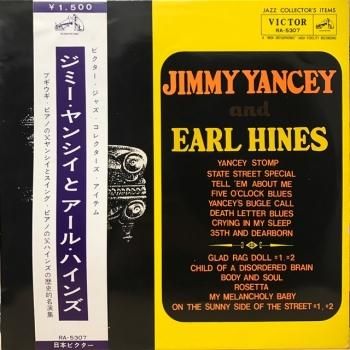 ¥1,500
ビクター・ジャズ・コレクターズ・アイテム
ジミー・ヤンシイとアール・ハインズ
ブギウギ・ピアノの父ヤンシイとスイング・ピアノの父ハインズの歴史的名演集
RA-5307
日本ビクター
JAZZ COLLECTOR'S ITEMS
VICTOR
RA-5307
JIMMY YANCEY
and
EARL HINES
YANCEY STOMP
STATE STREET SPECIAL
TELL 'EM ABOUT ME
FIVE O'CLOCK BLUES
YANCEY'S BUGLE CALL
DEATH LETTER BLUES
CRYING IN MY SLEEP
35TH AND DEARBORN
GLAD RAG DOLL #1, #2
CHILD OF A DISORDERED BRAIN
BODY AND SOUL
ROSETTA
MY MELANCHOLY BABY
ON THE SUNNY SIDE OF THE STREET #1, #2